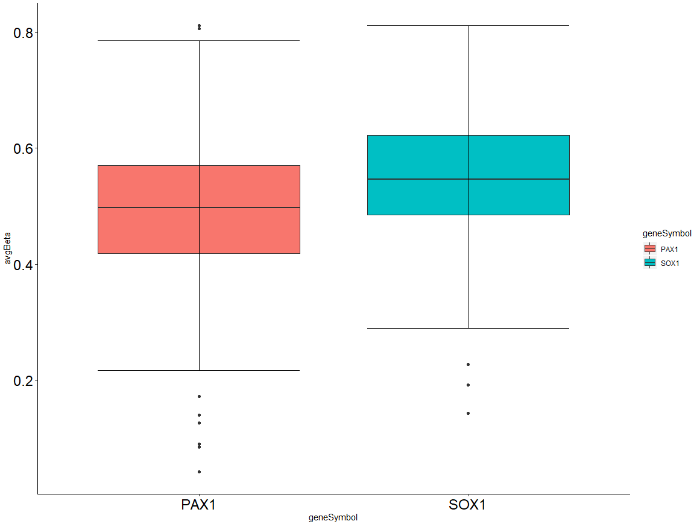 0.8
0.6
0.4
0.2
avgBeta
PAX1
SOX1
geneSymbol
geneSymbol
PAX1
SOX1